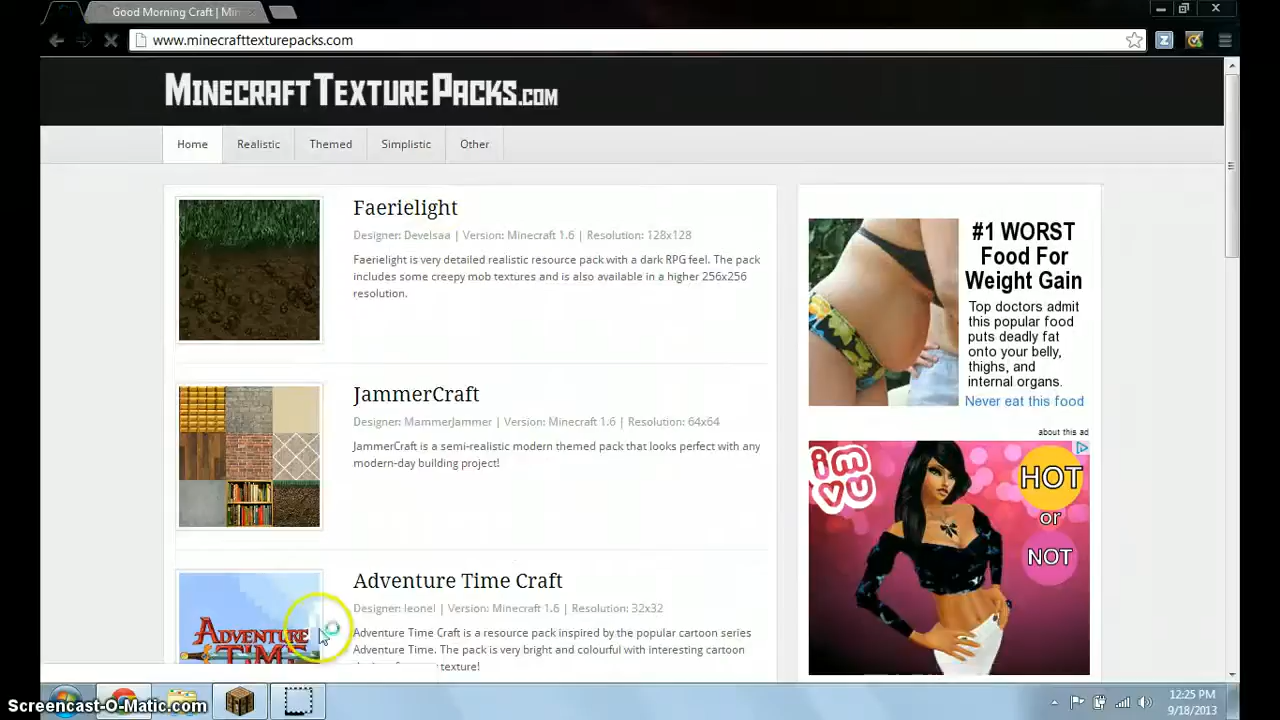 Good Morning Craft | Min
www.minecrafttexturepacks.com
MINECRAFTTEXTUREPACKS.COM
Home
Realistic
Themed
Simplistic
Other
Faerielight
Designer: Develsaa | Version: Minecraft 1.6 | Resolution: 128x128
Faerielight is very detailed realistic resource pack with a dark RPG feel. The pack
includes some creepy mob textures and is also available in a higher 256x256
resolution.
JammerCraft
Designer: MammerJammer | Version: Minecraft 1.6 | Resolution: 64x64
JammerCraft is a semi-realistic modern themed pack that looks perfect with any
modern-day building project!
ADVENTURE
TIME
Adventure Time Craft
Designer: leonel | Version: Minecraft 1.6 | Resolution: 32x32
Adventure Time Craft is a resource pack inspired by the popular cartoon series
Adventure Time. The pack is very bright and colourful with interesting cartoon
texture!
#1 WORST
Food For
Weight Gain
Top doctors admit
this popular food
puts deadly fat
onto your belly,
thighs, and
internal organs.
Never eat this food
about this ad
imvu
HOT
or
NOT
Screencast-O-Matic.com
12:25 PM
9/18/2013